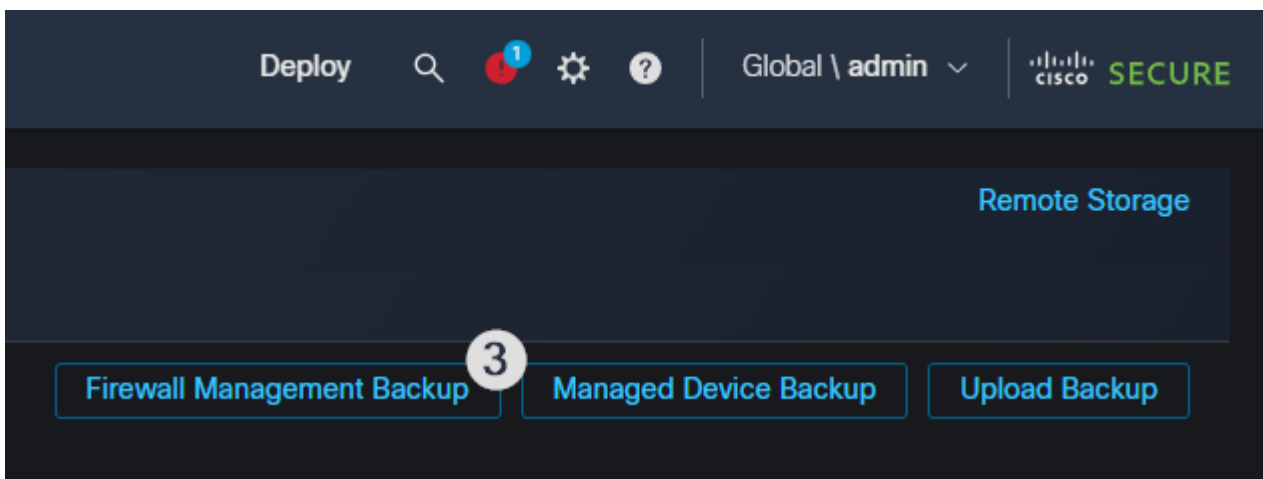 Deploy 1 ? Global \ admin cisco SECURE
Remote Storage
3
Firewall Management Backup Managed Device Backup Upload Backup